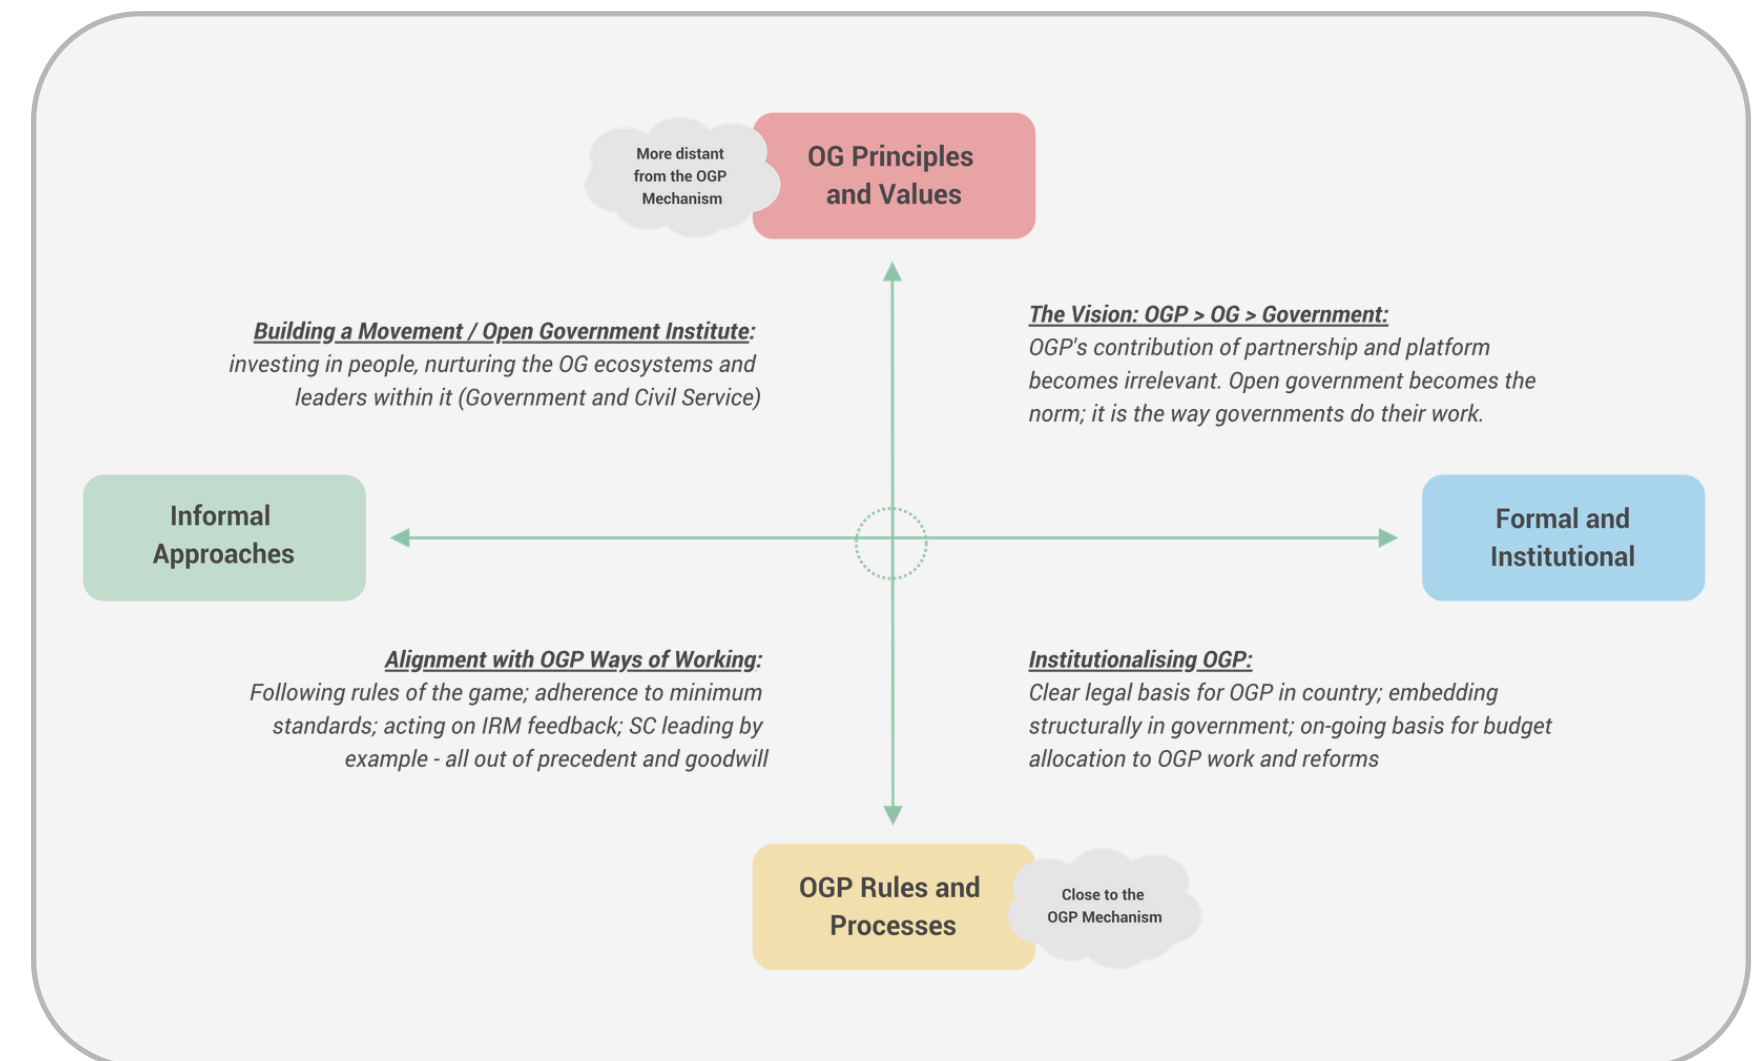 More distant
from the OGP
Mechanism
OG Principles
and Values
Building a Movement / Open Government Institute:
investing in people, nurturing the OG ecosystems and
leaders within it (Government and Civil Service)
The Vision: OGP > OG > Government:
OGP's contribution of partnership and platform
becomes irrelevant. Open government becomes the
norm; it is the way governments do their work.
Informal
Approaches
Formal and
Institutional
Alignment with OGP Ways of Working:
Following rules of the game; adherence to minimum
standards; acting on IRM feedback; SC leading by
example - all out of precedent and goodwill
Institutionalising OGP:
Clear legal basis for OGP in country; embedding
structurally in government; on-going basis for budget
allocation to OGP work and reforms
OGP Rules and
Processes
Close to the
OGP Mechanism